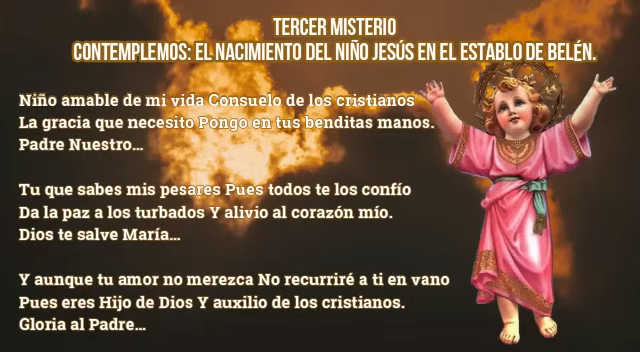 TERCER MISTERIO
CONTEMPLEMOS: EL NACIMIENTO DEL NIÑO JESÚS EN EL ESTABLO DE BELÉN.
Niño amable de mi vida Consuelo de los cristianos
La gracia que necesito Pongo en tus benditas manos.
Padre Nuestro...
Tu que sabes mis pesares Pues todos te los confío
Da la paz a los turbados Y alivio al corazón mío.
Dios te salve María...
Y aunque tu amor no merezca No recurriré a ti en vano
Pues eres Hijo de Dios Y auxilio de los cristianos.
Gloria al Padre...